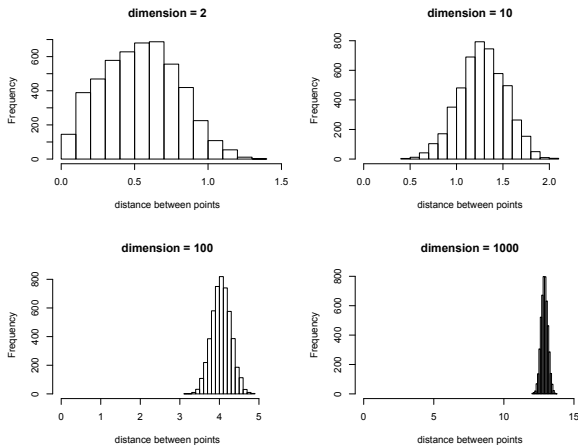 dimension = 2
Frequency
0 200 400 600
0.0 0.5 1.0 1.5
distance between points
dimension = 10
Frequency
0 200 400 600 800
0.0 0.5 1.0 1.5 2.0
distance between points
dimension = 100
Frequency
0 200 400 600 800
0 1 2 3 4 5
distance between points
dimension = 1000
Frequency
0 200 400 600 800
0 5 10 15
distance between points